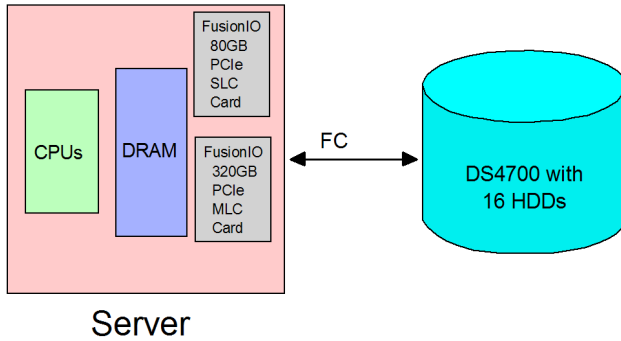 FusionIO
80GB
PCIe
SLC
Card
CPUs
DRAM
FusionIO
320GB
PCIe
MLC
Card
FC
DS4700 with
16 HDDs
Server